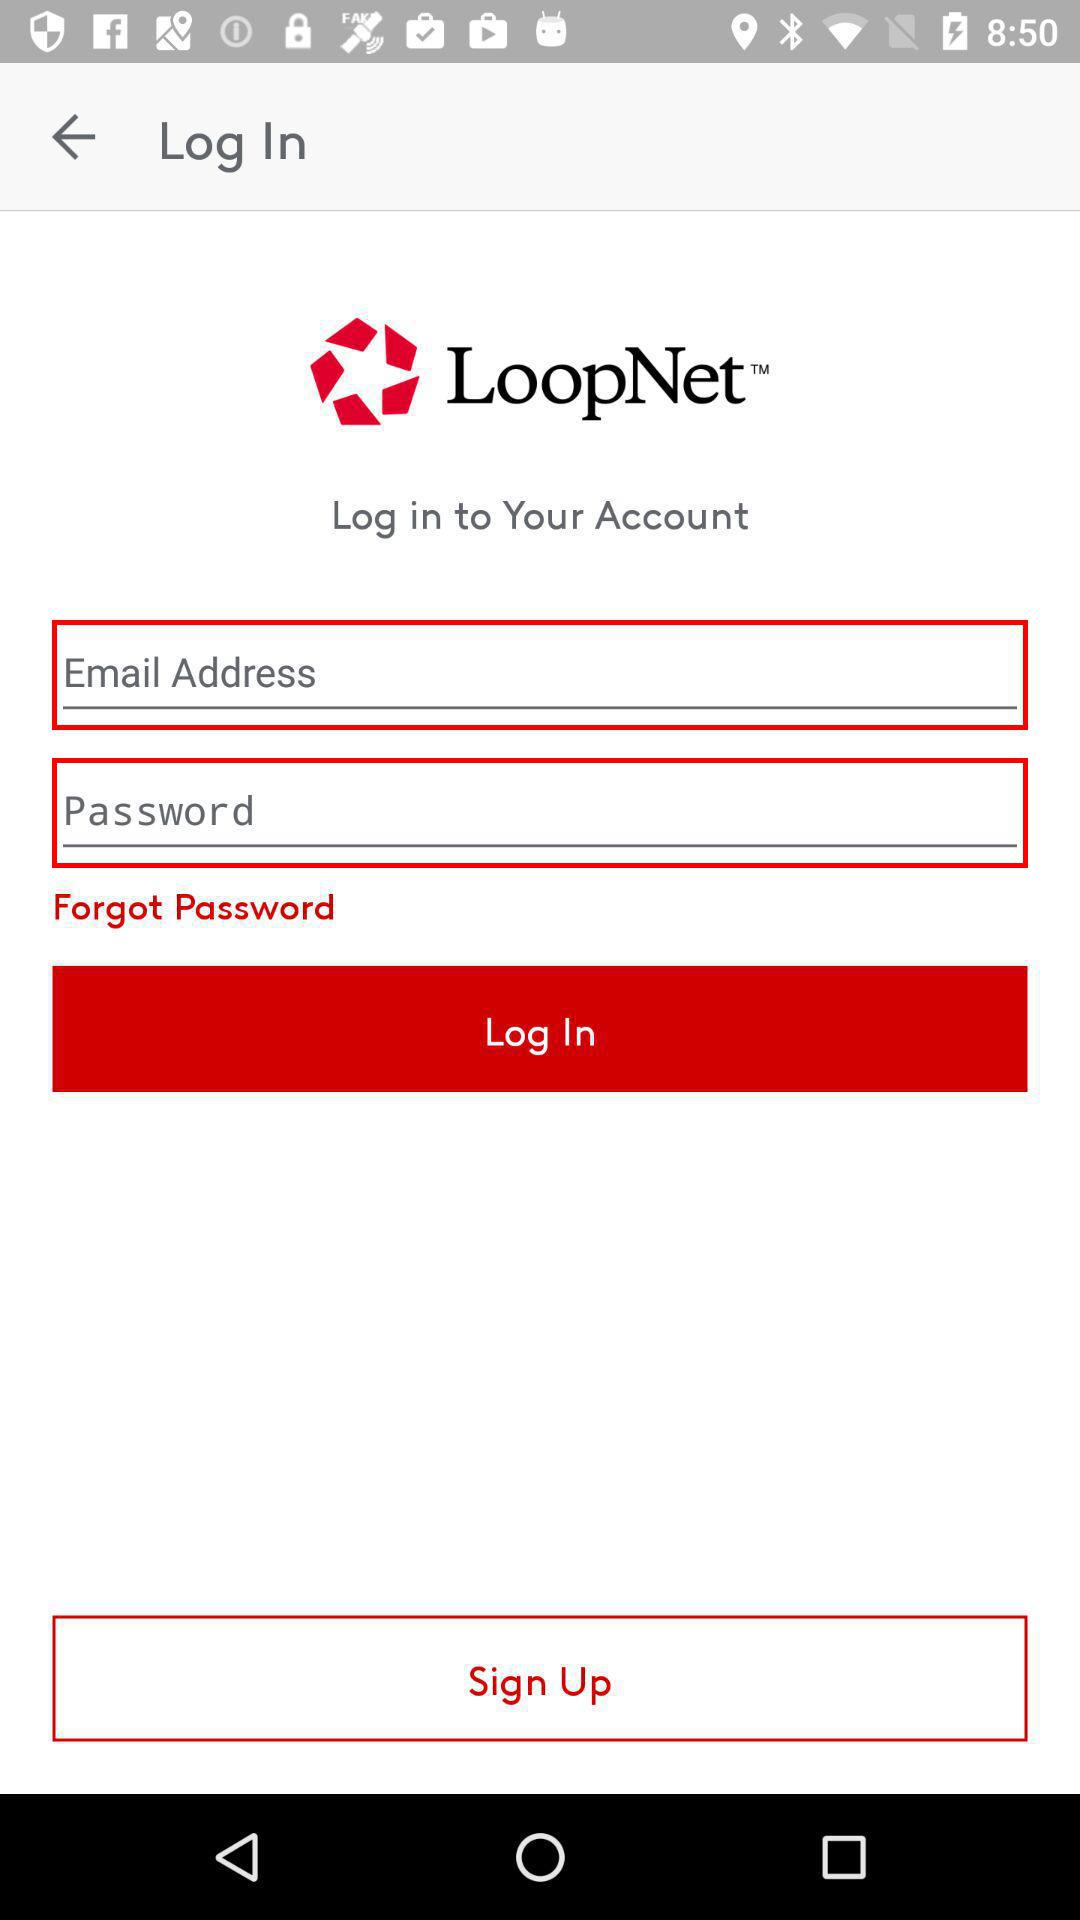 FAKE
8:50
Log In
LoopNet™
Log in to Your Account
Email Address
Password
Forgot Password
Log In
Sign Up